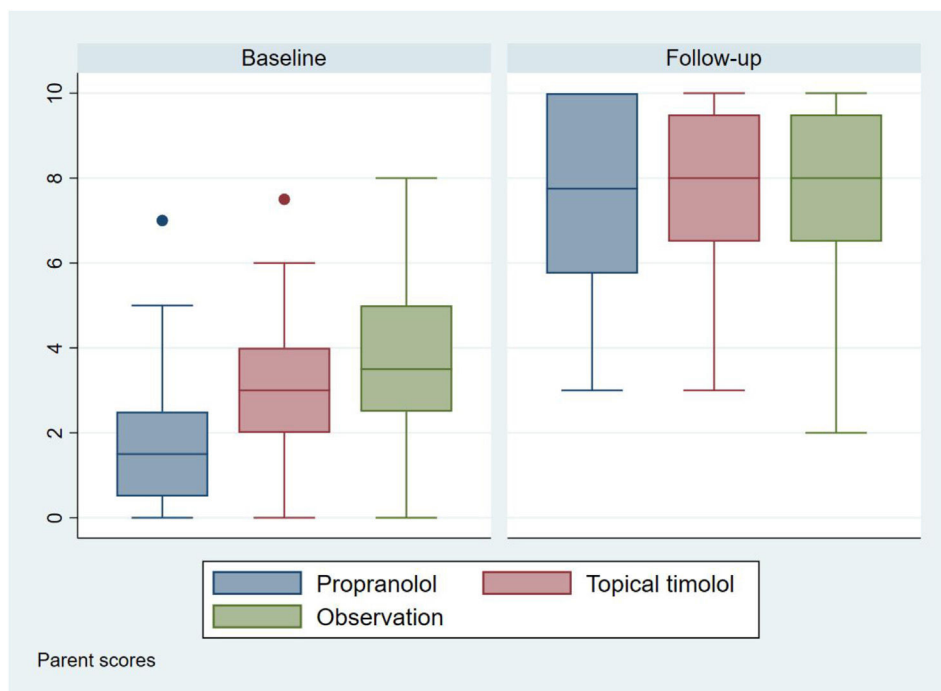 Baseline
Follow-up
10
8
6
4
2
0
Propranolol
Topical timolol
Observation
Parent scores